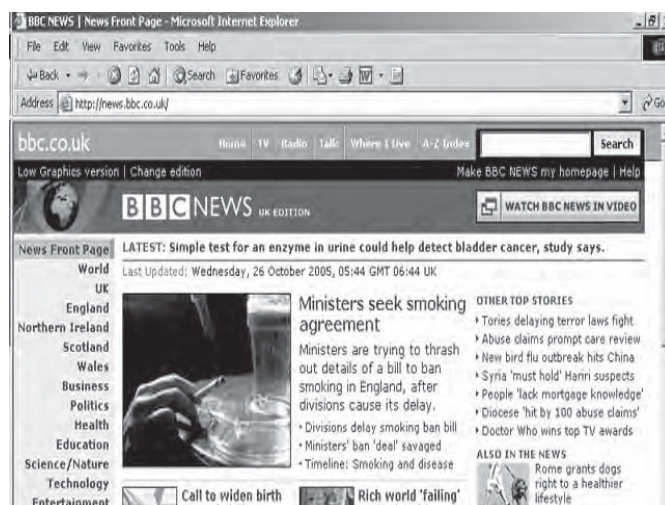 BBC NEWS | News Front Page - Microsoft Internet Explorer
File Edit View Favorites Tools Help
Back Search Favorites
Address http://news.bbc.co.uk/ Go
bbc.co.uk Home TV Radio Talk Where I Live A-Z Index Search
Low Graphics version | Change edition Make BBC NEWS my homepage | Help
BBC NEWS UK EDITION WATCH BBC NEWS IN VIDEO
News Front Page
World
UK
England
Northern Ireland
Scotland
Wales
Business
Politics
Health
Education
Science/Nature
Technology
Entertainment
LATEST: Simple test for an enzyme in urine could help detect bladder cancer, study says.
Last Updated: Wednesday, 26 October 2005, 05:44 GMT 06:44 UK
Ministers seek smoking
agreement
Ministers are trying to thrash
out details of a bill to ban
smoking in England, after
divisions cause its delay.
· Divisions delay smoking ban bill
· Ministers' ban 'deal' savaged
· Timeline: Smoking and disease
Call to widen birth
Rich world 'failing'
OTHER TOP STORIES
Tories delaying terror laws fight
Abuse claims prompt care review
New bird flu outbreak hits China
Syria 'must hold' Hariri suspects
People 'lack mortgage knowledge'
Diocese 'hit by 100 abuse claims'
Doctor Who wins top TV awards
ALSO IN THE NEWS
Rome grants dogs
right to a healthier
lifestyle